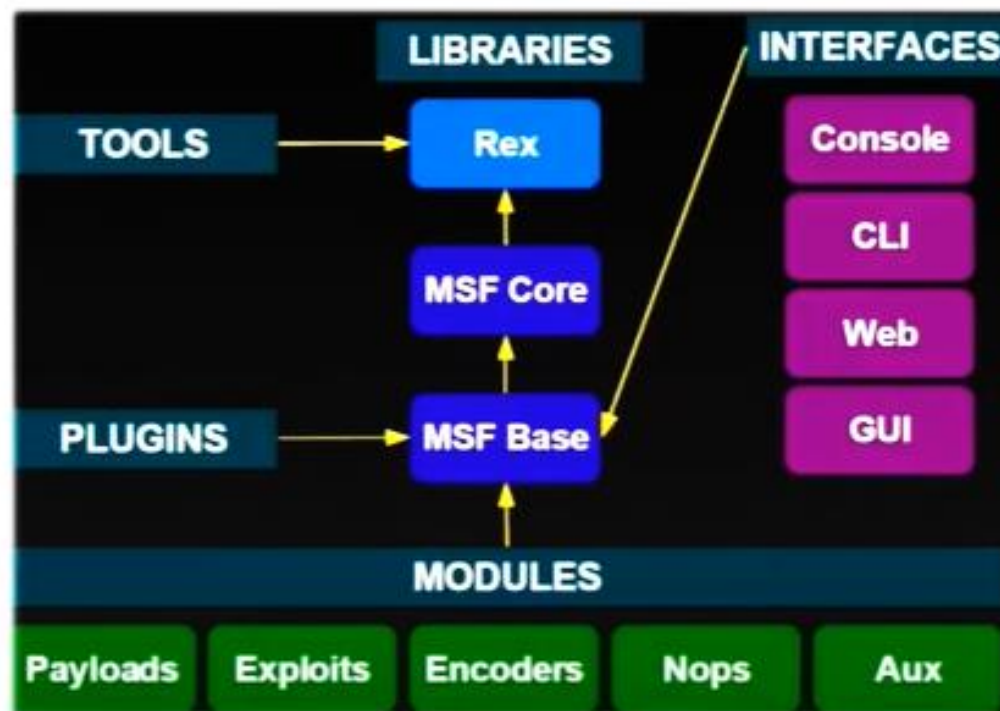 LIBRARIES
INTERFACES
TOOLS
Rex
Console
MSF Core
CLI
Web
PLUGINS
MSF Base
GUI
MODULES
Payloads
Exploits
Encoders
Nops
Aux